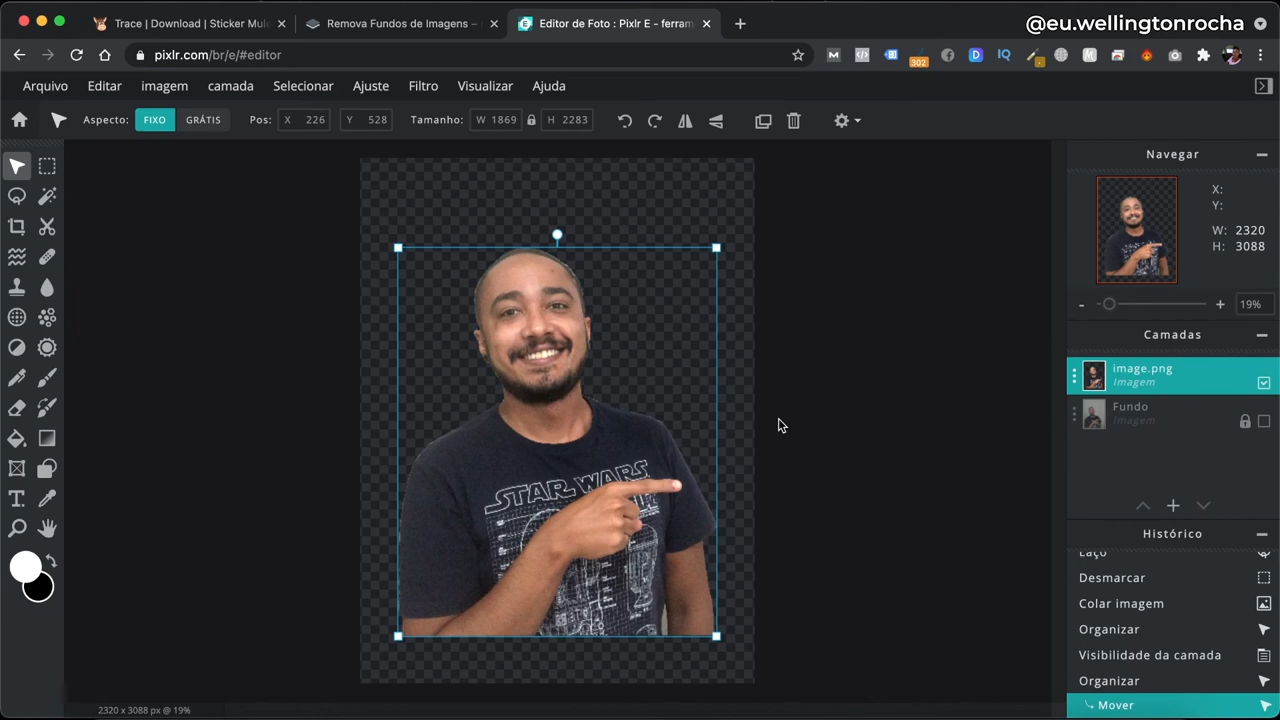 Trace | Download | Sticker Mule
Remova Fundos de Imagens –
Editor de Foto : Pixlr E - ferram
@eu.wellingtonrocha
pixlr.com/br/e/#editor
302
Arquivo Editar imagem camada Selecionar Ajuste Filtro Visualizar Ajuda
Aspecto: FIXO GRÁTIS Pos: X 226 Y 528 Tamanho: W 1869 H 2283
Navegar
X:
Y:
W: 2320
H: 3088
- + 19%
Camadas
image.png
Imagem
Fundo
Imagem
Histórico
Laço
Desmarcar
Colar imagem
Organizar
Visibilidade da camada
Organizar
Mover
STAR WARS
2320 x 3088 px @ 19%